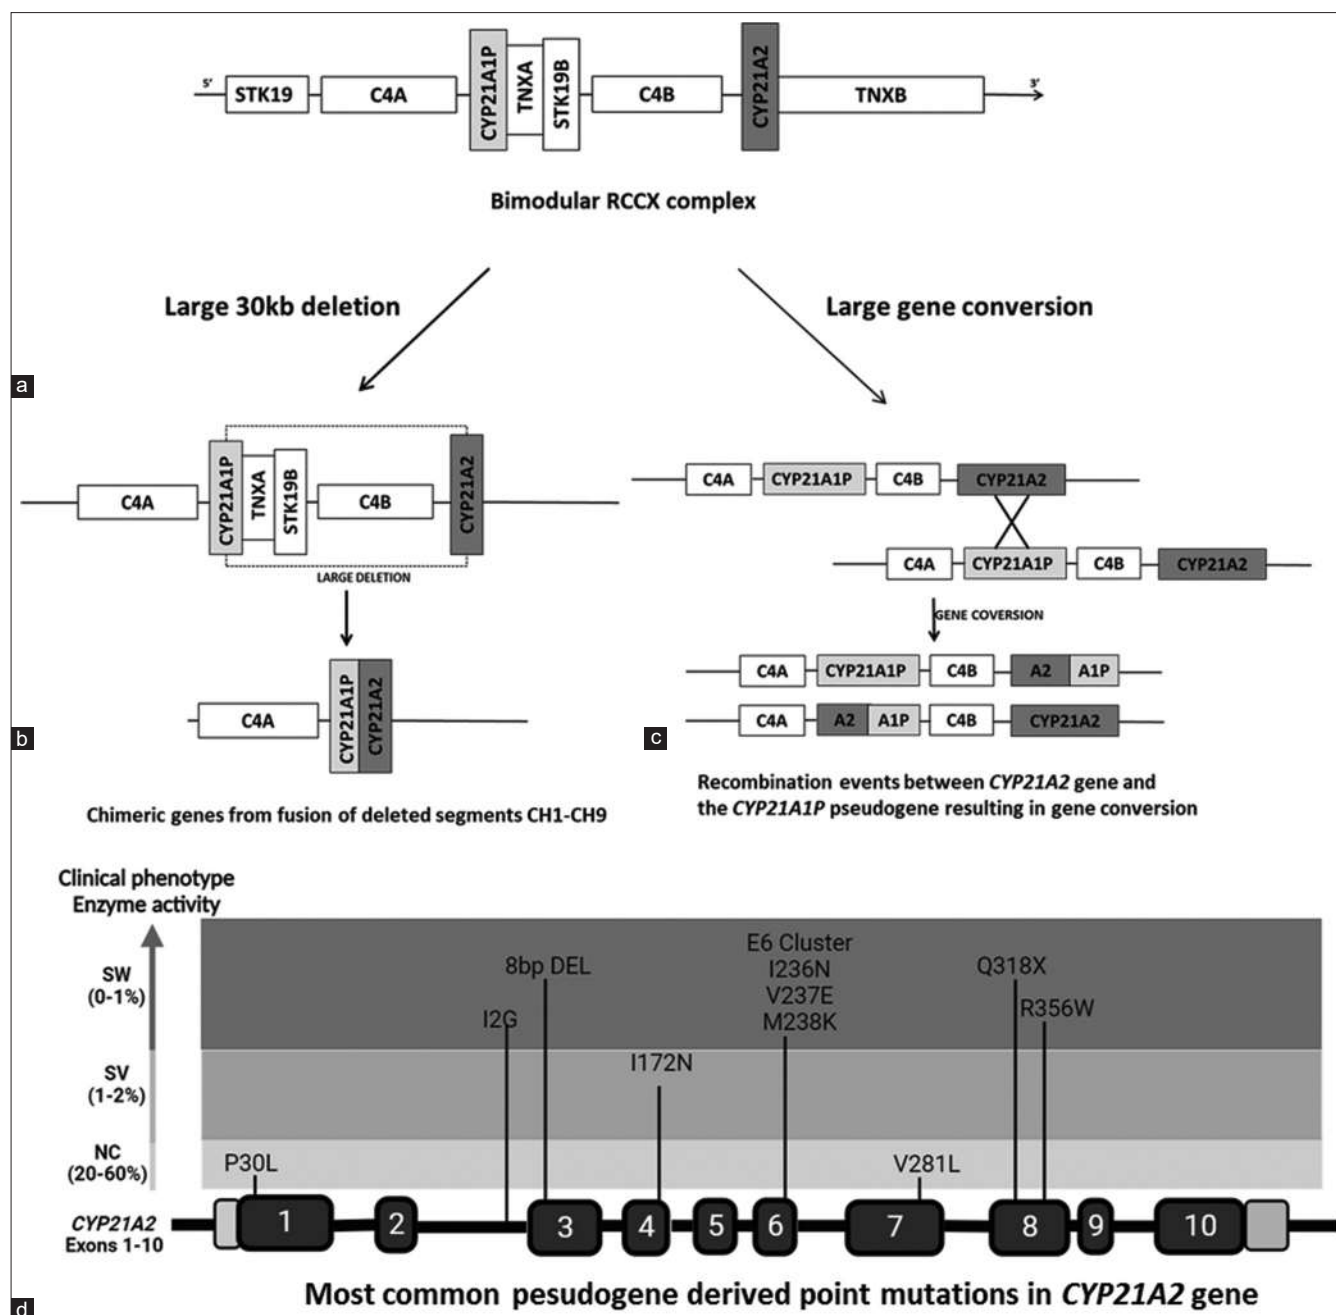 5'
3'
STK19
C4A
CYP21A1P
TNXA
STK19B
C4B
CYP21A2
TNXB
Bimodular RCCX complex
Large 30kb deletion
Large gene conversion
a
C4A
CYP21A1P
TNXA
STK19B
C4B
CYP21A2
LARGE DELETION
C4A
CYP21A1P
CYP21A2
b
Chimeric genes from fusion of deleted segments CH1-CH9
C4A
CYP21A1P
C4B
CYP21A2
C4A
CYP21A1P
C4B
CYP21A2
GENE COVERSION
C4A
CYP21A1P
C4B
A2
A1P
C4A
A2
A1P
C4B
CYP21A2
c
Recombination events between CYP21A2 gene and
the CYP21A1P pseudogene resulting in gene conversion
Clinical phenotype
Enzyme activity
SW
(0-1%)
SV
(1-2%)
NC
(20-60%)
P30L
I2G
8bp DEL
I172N
E6 Cluster
I236N
V237E
M238K
V281L
Q318X
R356W
CYP21A2
Exons 1-10
1
2
3
4
5
6
7
8
9
10
d
Most common pesudogene derived point mutations in CYP21A2 gene